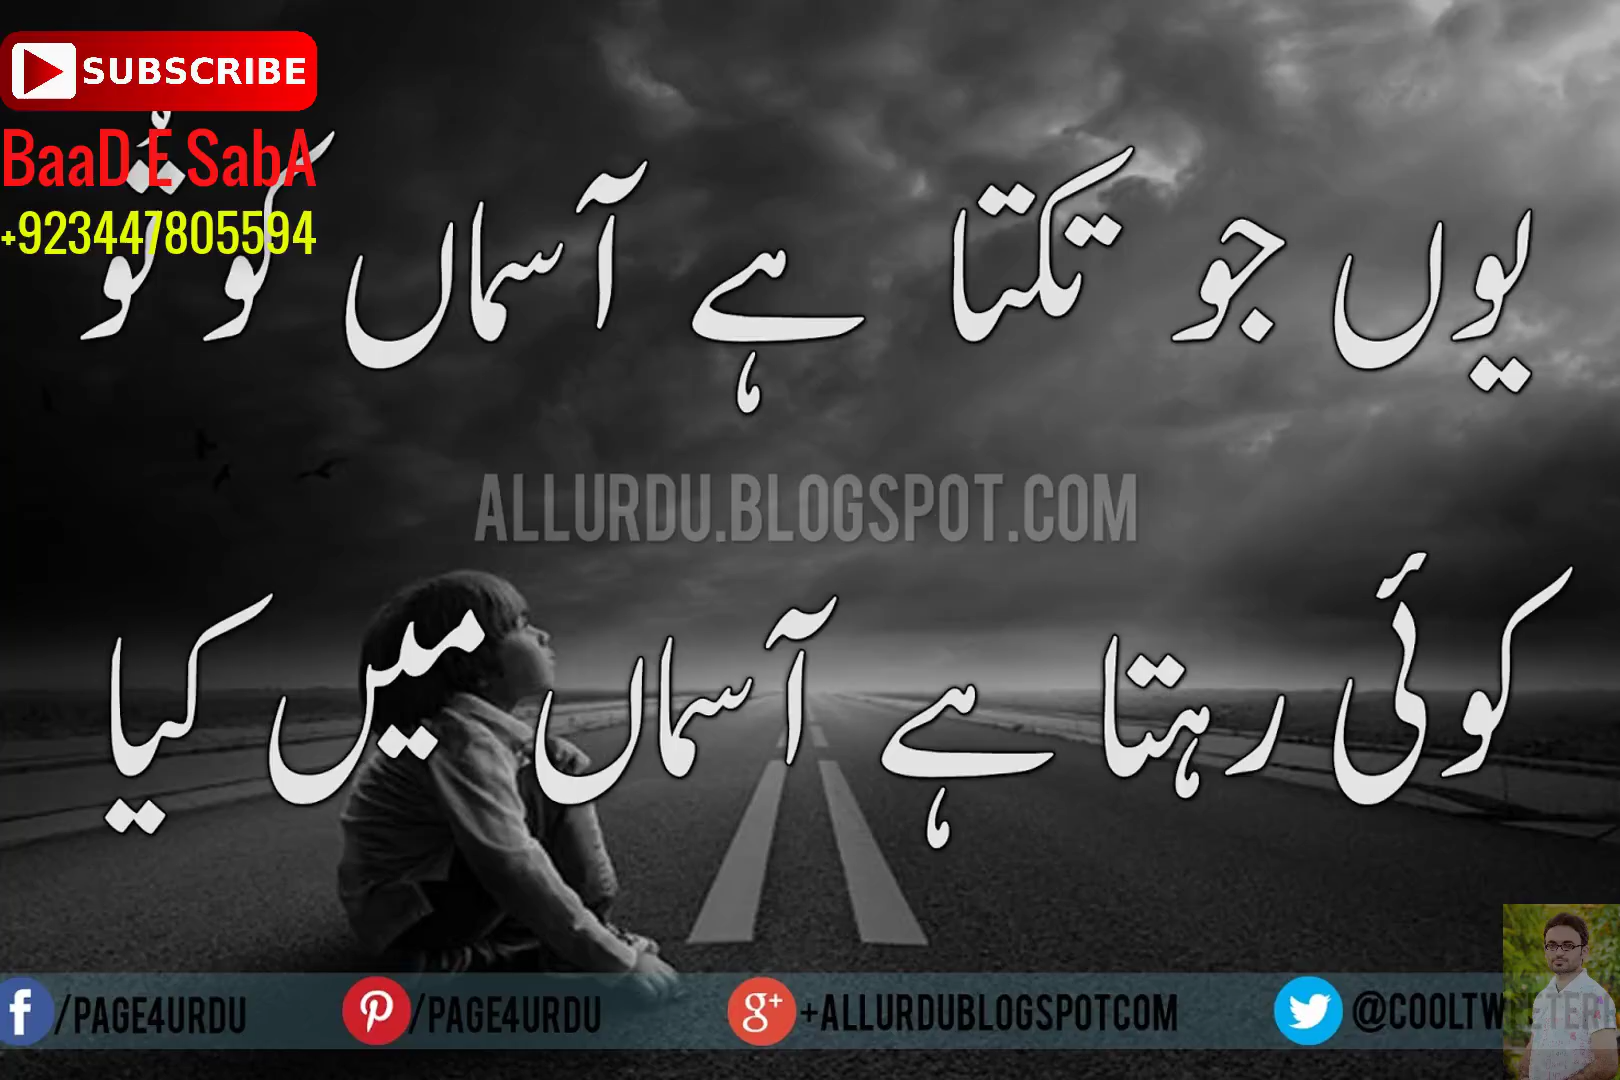 SUBSCRIBE
BaaD E SabA
+923447805594
یوں جو تکتا ہے آسماں کو تُو
ALLURDU.BLOGSPOT.COM
کوئی رہتا ہے آسماں میں کیا
/PAGE4URDU /PAGE4URDU +ALLURDUBLOGSPOTCOM @COOLTWEETER